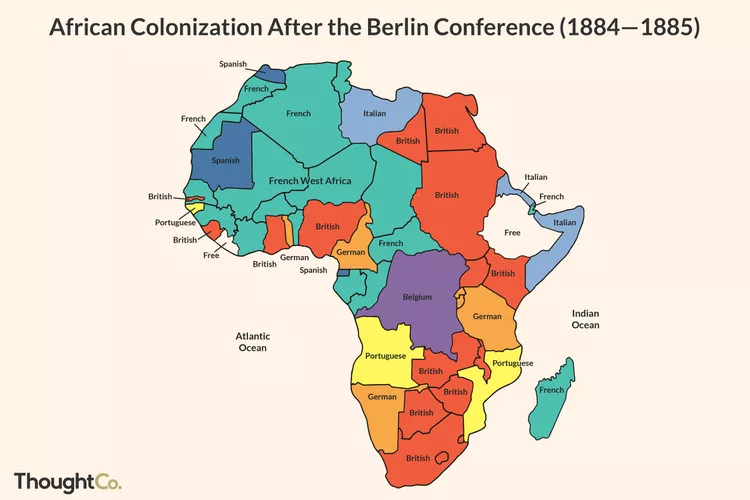 African Colonization After the Berlin Conference (1884—1885)
Spanish
French
French
French
Italian
British
British
Spanish
French West Africa
British
Italian
French
British
Portuguese
British
Free
British
German
Spanish
British
German
French
Free
Italian
British
Belgium
German
Indian
Ocean
Atlantic
Ocean
Portuguese
British
Portuguese
German
British
British
French
British
ThoughtCo.